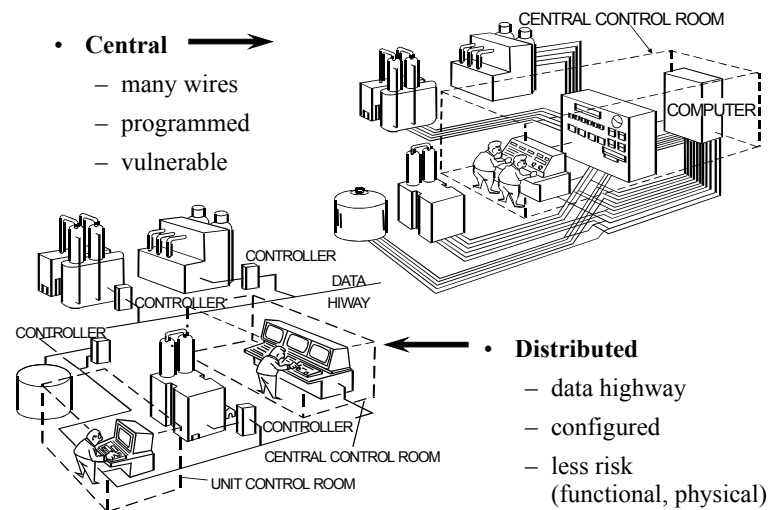 CENTRAL CONTROL ROOM
• Central
– many wires
– programmed
– vulnerable
COMPUTER
CONTROLLER
DATA
HIWAY
CONTROLLER
CONTROLLER
• Distributed
– data highway
– configured
– less risk
(functional, physical)
CONTROLLER
CENTRAL CONTROL ROOM
UNIT CONTROL ROOM